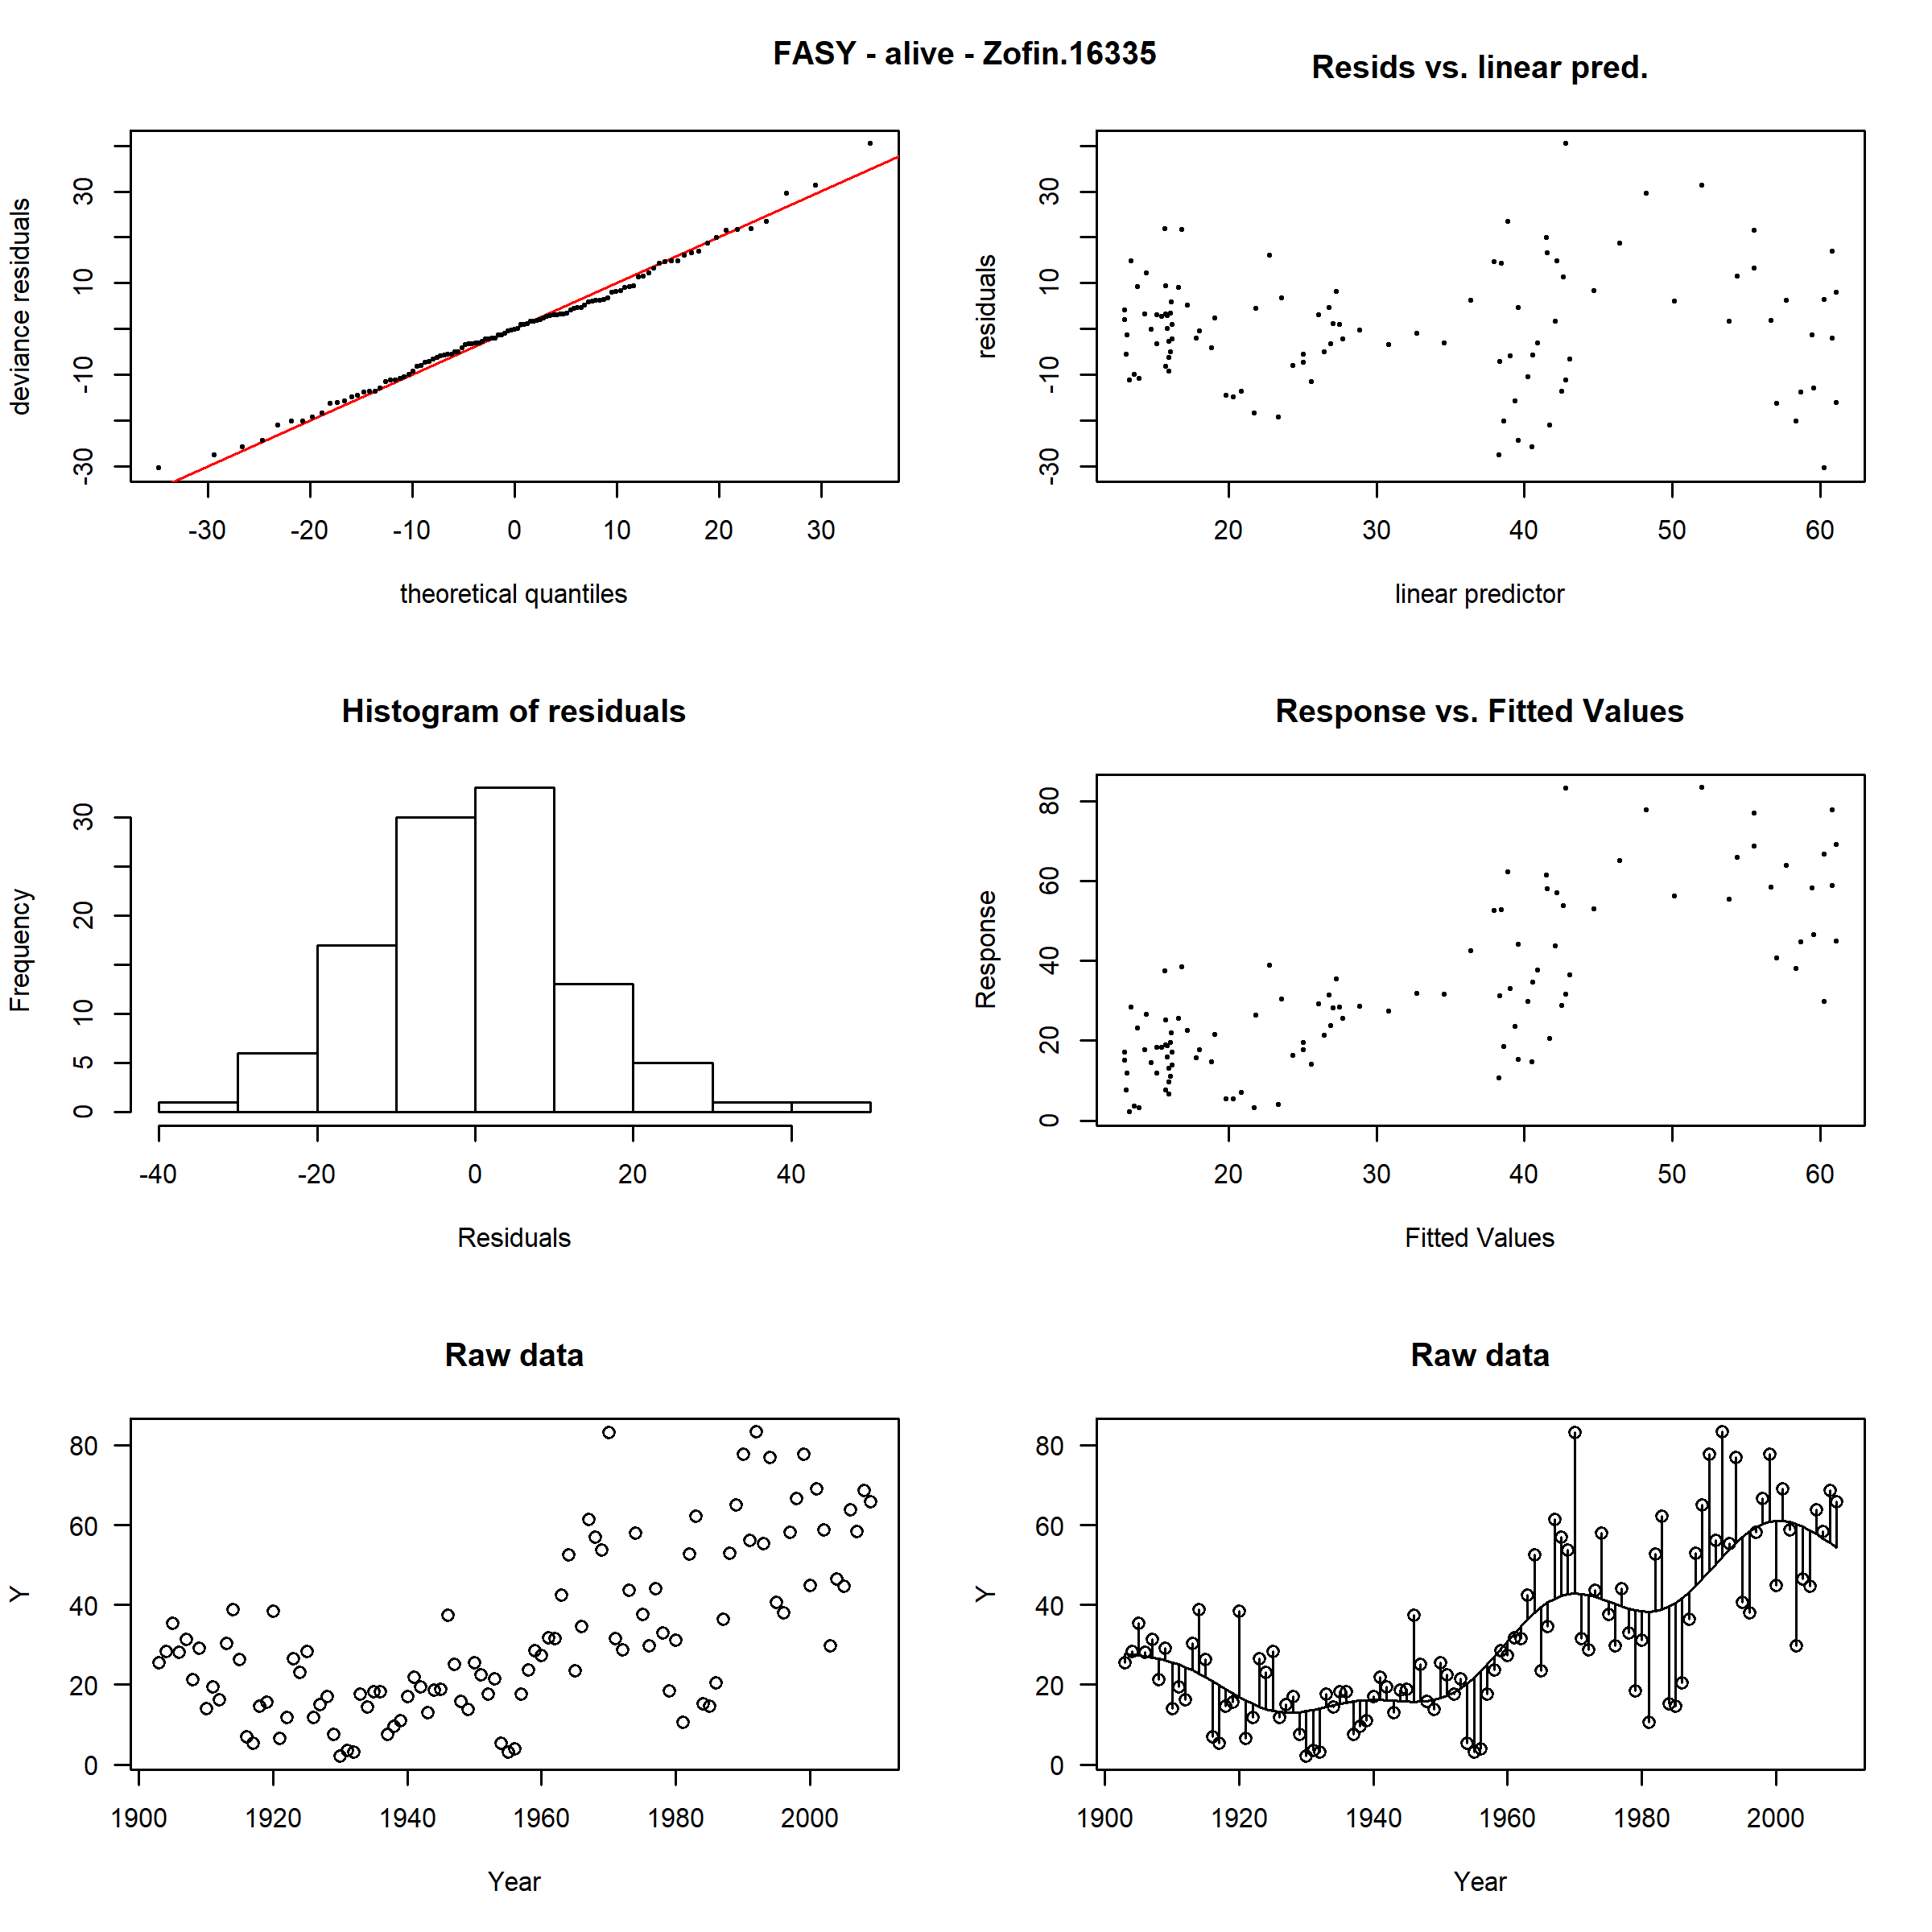 FASY - alive - Zofin.16335
Resids vs. linear pred.
deviance residuals
-30 -10 10 30
-30 -20 -10 0 10 20 30
theoretical quantiles
residuals
-30 -10 10 30
20 30 40 50 60
linear predictor
Histogram of residuals
Frequency
0 5 10 20 30
-40 -20 0 20 40
Residuals
Response vs. Fitted Values
Response
0 20 40 60 80
20 30 40 50 60
Fitted Values
Raw data
Y
80
60
40
20
0
1900 1920 1940 1960 1980 2000
Year
Raw data
Y
80
60
40
20
0
1900 1920 1940 1960 1980 2000
Year